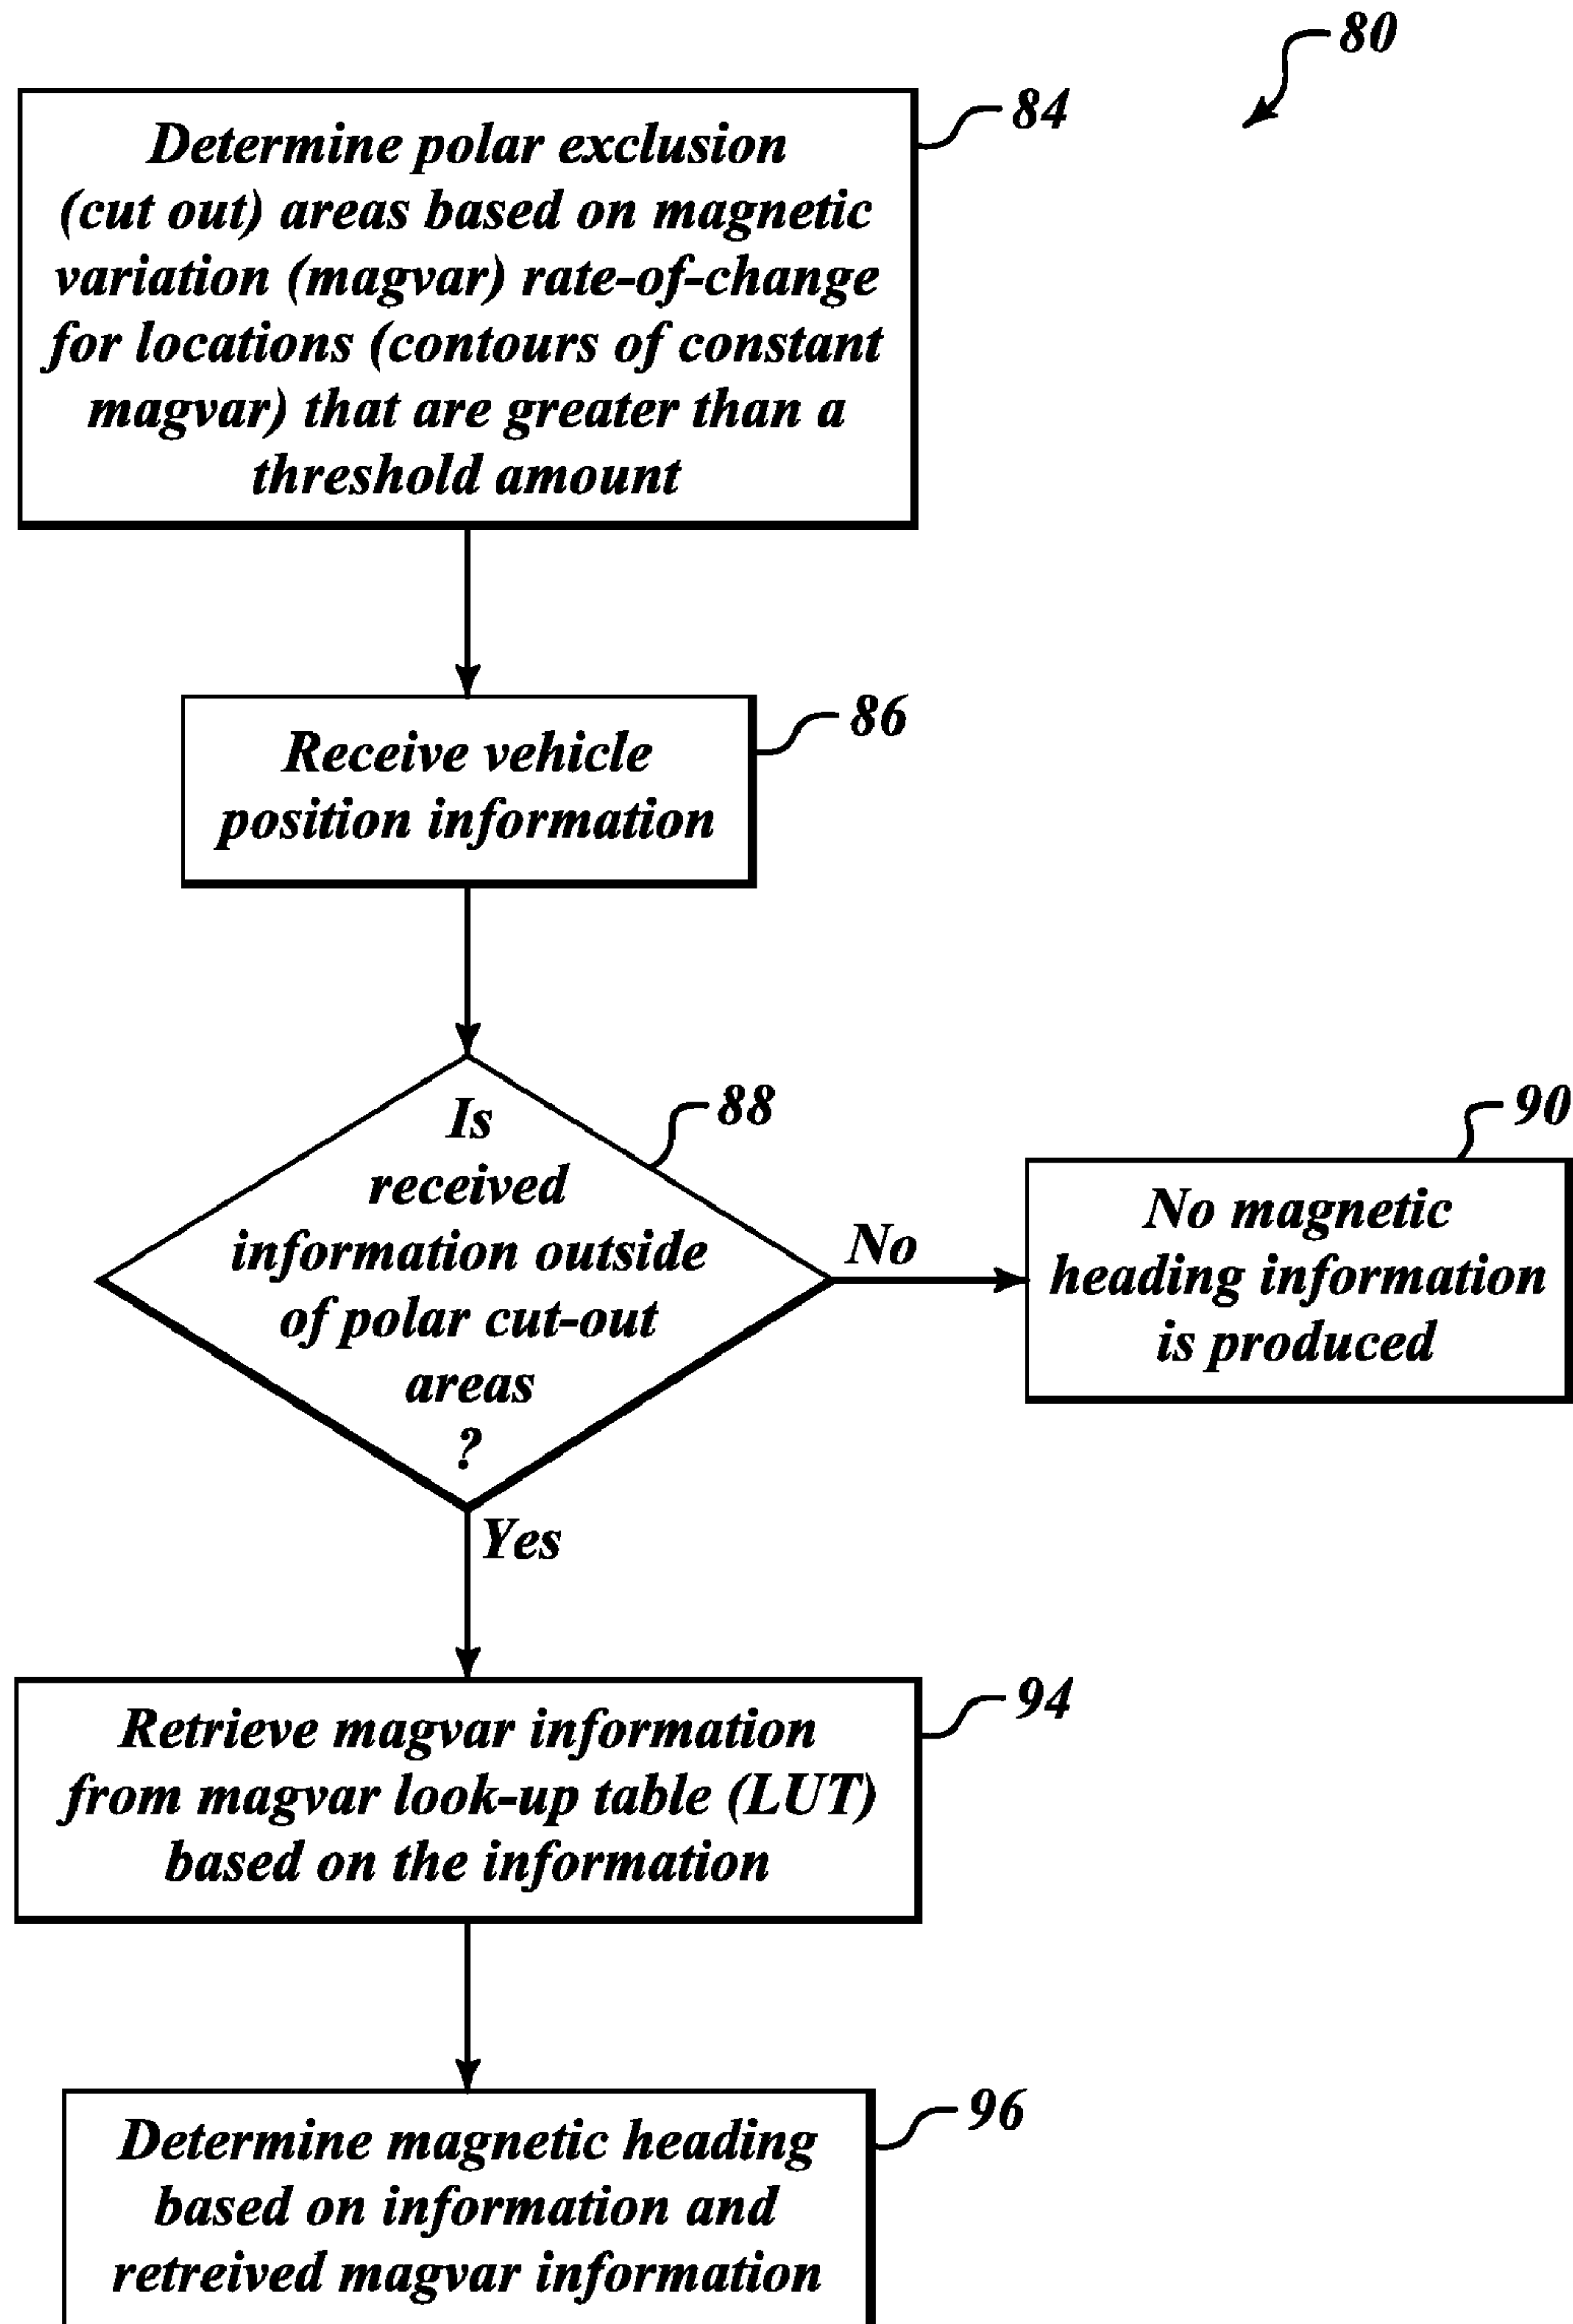 80
84
Determine polar exclusion
(cut out) areas based on magnetic
variation (magvar) rate-of-change
for locations (contours of constant
magvar) that are greater than a
threshold amount
86
Receive vehicle
position information
88
Is
received
information outside
of polar cut-out
areas
?
No
90
No magnetic
heading information
is produced
Yes
94
Retrieve magvar information
from magvar look-up table (LUT)
based on the information
96
Determine magnetic heading
based on information and
retreived magvar information